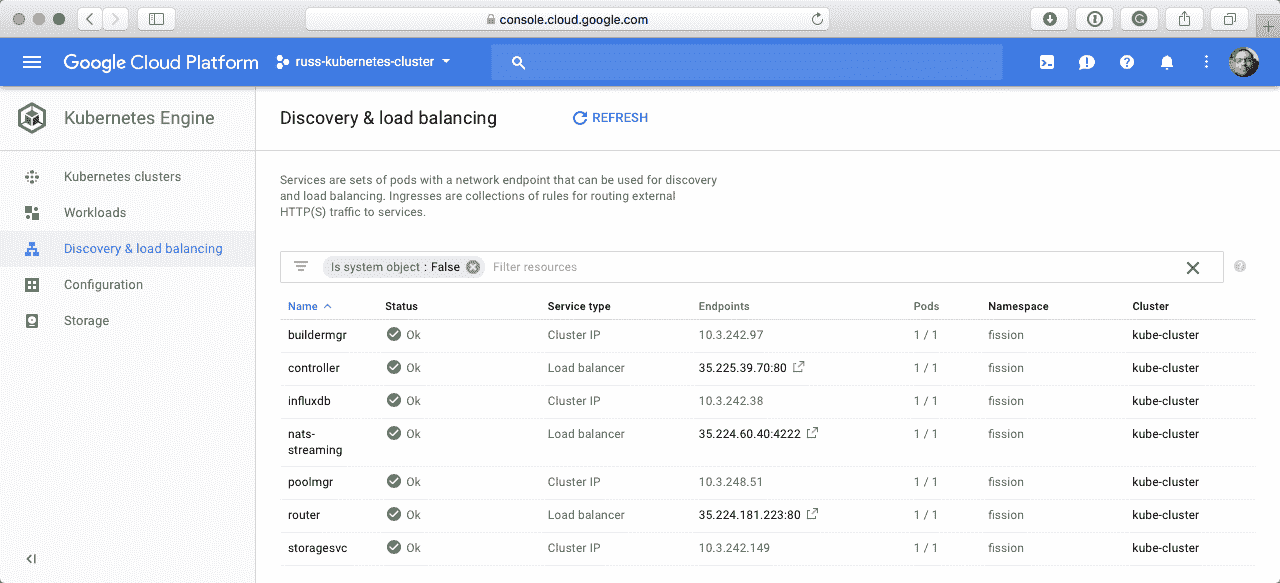 console.cloud.google.com
Google Cloud Platform russ-kubernetes-cluster
Kubernetes Engine
Discovery & load balancing REFRESH
Kubernetes clusters
Workloads
Discovery & load balancing
Configuration
Storage
Services are sets of pods with a network endpoint that can be used for discovery
and load balancing. Ingresses are collections of rules for routing external
HTTP(S) traffic to services.
Is system object : False Filter resources
Name Status Service type Endpoints Pods Namespace Cluster
buildermgr Ok Cluster IP 10.3.242.97 1 / 1 fission kube-cluster
controller Ok Load balancer 35.225.39.70:80 1 / 1 fission kube-cluster
influxdb Ok Cluster IP 10.3.242.38 1 / 1 fission kube-cluster
nats- Ok Load balancer 35.224.60.40:4222 1 / 1 fission kube-cluster
streaming
poolmgr Ok Cluster IP 10.3.248.51 1 / 1 fission kube-cluster
router Ok Load balancer 35.224.181.223:80 1 / 1 fission kube-cluster
storagesvc Ok Cluster IP 10.3.242.149 1 / 1 fission kube-cluster